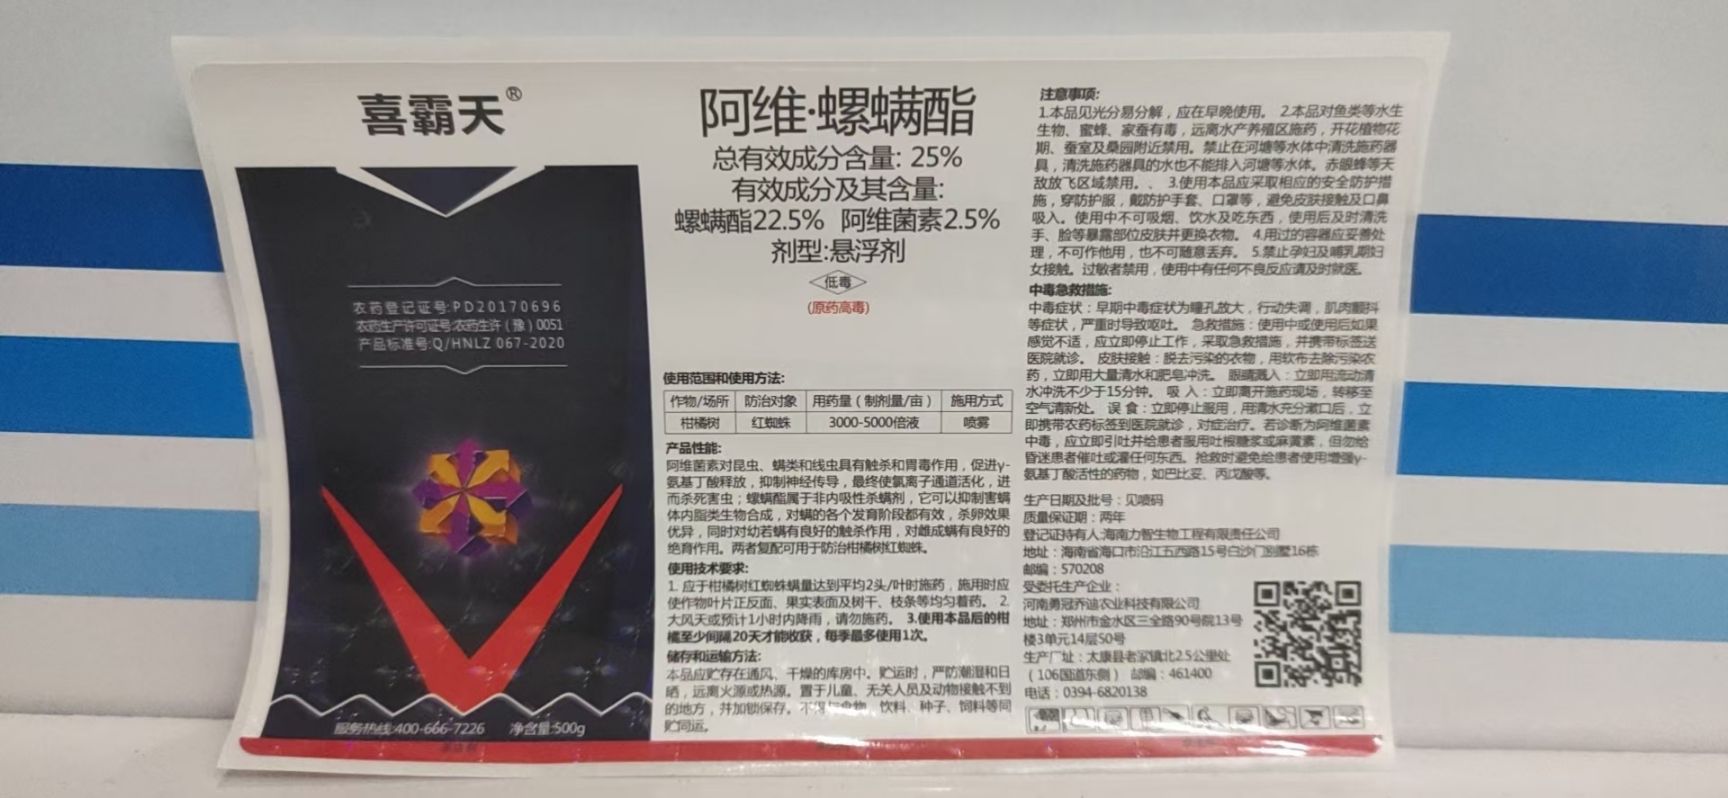 喜霸天®
农药登记证号:PD20170696
农药生产许可证号:农药生许（豫）0051
产品标准号:Q/HNLZ 067-2020
服务热线:400-666-7226 净含量:500g
阿维·螺螨酯
总有效成分含量: 25%
有效成分及其含量:
螺螨酯22.5% 阿维菌素2.5%
剂型:悬浮剂
低毒
(原药高毒)
使用范围和使用方法:
作物/场所 防治对象 用药量（制剂量/亩） 施用方式
柑橘树 红蜘蛛 3000-5000倍液 喷雾
产品性能:
阿维菌素对昆虫、螨类和线虫具有触杀和胃毒作用，促进γ-
氨基丁酸释放，抑制神经传导，最终使氯离子通道活化，进
而杀死害虫；螺螨酯属于非内吸性杀螨剂，它可以抑制害螨
体内脂类生物合成，对螨的各个发育阶段都有效，杀卵效果
优异，同时对幼若螨有良好的触杀作用，对雌成螨有良好的
绝育作用。两者复配可用于防治柑橘树红蜘蛛。
使用技术要求:
1. 应于柑橘树红蜘蛛螨量达到平均2头/叶时施药，施用时应
使作物叶片正反面、果实表面及树干、枝条等均匀着药。 2.
大风天或预计1小时内降雨，请勿施药。 3.使用本品后的柑
橘至少间隔20天才能收获，每季最多使用1次。
储存和运输方法:
本品应贮存在通风、干燥的库房中。贮运时，严防潮湿和日
晒，远离火源或热源。置于儿童、无关人员及动物接触不到
的地方，并加锁保存。不得与食物、饮料、种子、饲料等同
贮同运。
注意事项:
1.本品见光分易分解，应在早晚使用。 2.本品对鱼类等水生
生物、蜜蜂、家蚕有毒，远离水产养殖区施药，开花植物花
期、蚕室及桑园附近禁用。禁止在河塘等水体中清洗施药器
具，清洗施药器具的水也不能排入河塘等水体。赤眼蜂等天
敌放飞区域禁用。、 3.使用本品应采取相应的安全防护措
施，穿防护服，戴防护手套、口罩等，避免皮肤接触及口鼻
吸入。使用中不可吸烟、饮水及吃东西，使用后及时清洗
手、脸等暴露部位皮肤并更换衣物。 4.用过的容器应妥善处
理，不可作他用，也不可随意丢弃。 5.禁止孕妇及哺乳期妇
女接触。过敏者禁用，使用中有任何不良反应请及时就医。
中毒急救措施:
中毒症状：早期中毒症状为瞳孔放大，行动失调，肌肉颤抖
等症状，严重时导致呕吐。 急救措施：使用中或使用后如果
感觉不适，应立即停止工作，采取急救措施，并携带标签送
医院就诊。 皮肤接触：脱去污染的衣物，用软布去除污染农
药，立即用大量清水和肥皂冲洗。 眼睛溅入：立即用流动清
水冲洗不少于15分钟。 吸 入：立即离开施药现场，转移至
空气清新处。 误 食：立即停止服用，用清水充分漱口后，立
即携带农药标签到医院就诊，对症治疗。若诊断为阿维菌素
中毒，应立即引吐并给患者服用吐根糖浆或麻黄素，但勿给
昏迷患者催吐或灌任何东西。抢救时避免给患者使用增强γ-
氨基丁酸活性的药物，如巴比妥、丙戊酸等。
生产日期及批号：见喷码
质量保证期：两年
登记证持有人:海南力智生物工程有限责任公司
地址：海南省海口市沿江五西路15号白沙门别墅16栋
邮编：570208
受委托生产企业：
河南勇冠乔迪农业科技有限公司
地址：郑州市金水区三全路90号院13号
楼3单元14层50号
生产厂址：太康县老冢镇北2.5公里处
（106国道东侧） 邮编：461400
电话：0394-6820138